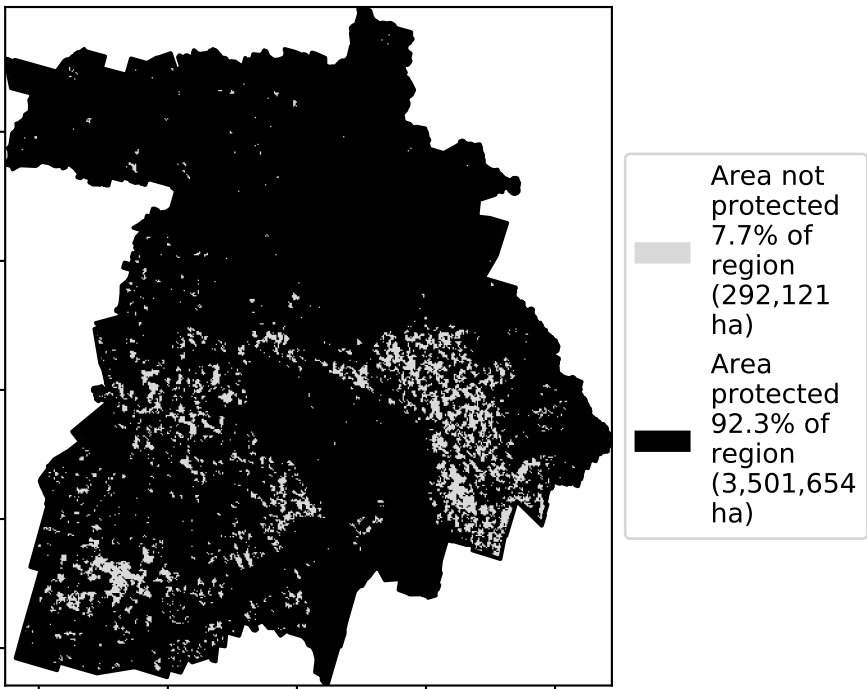 Area not
protected
7.7% of
region
(292,121
ha)
Area
protected
92.3% of
region
(3,501,654
ha)